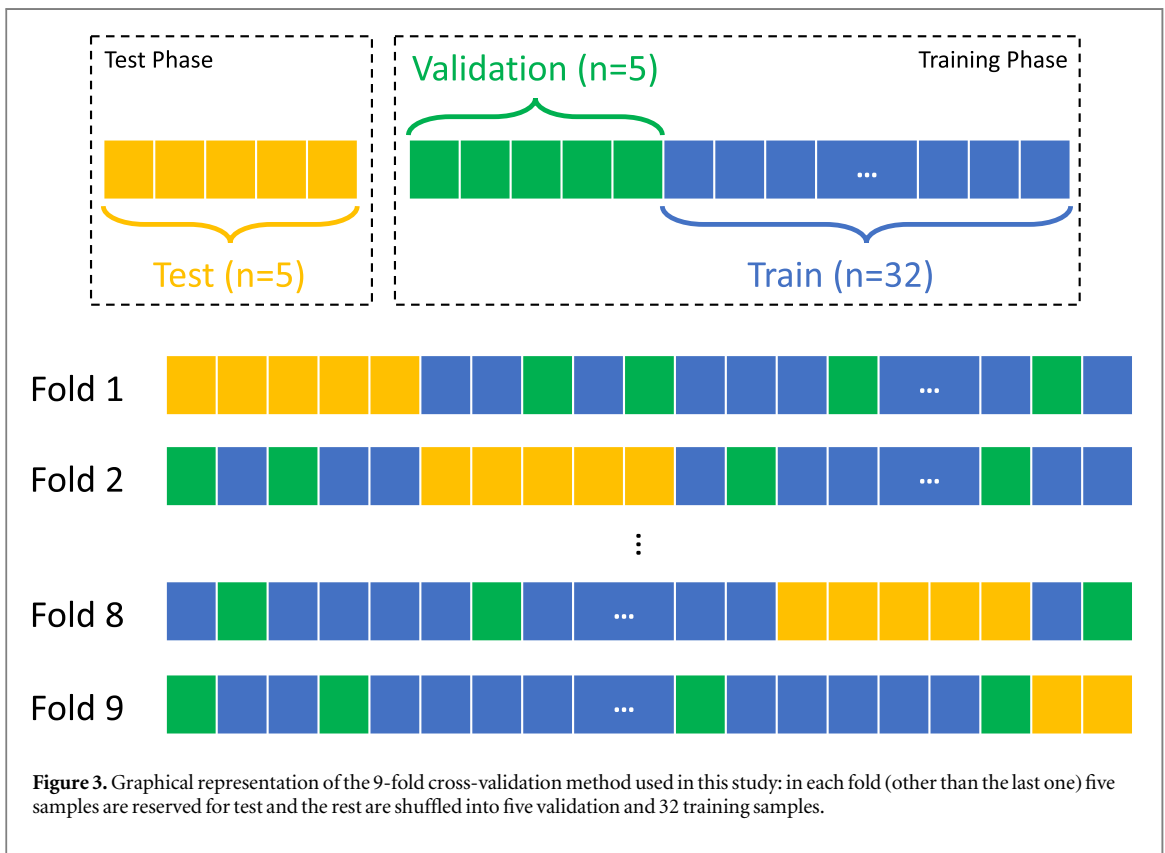 Test Phase
Training Phase
Validation (n=5)
...
Test (n=5)
Train (n=32)
Fold 1
...
Fold 2
...
⋮
Fold 8
...
Fold 9
...
Figure 3. Graphical representation of the 9-fold cross-validation method used in this study: in each fold (other than the last one) five
samples are reserved for test and the rest are shuffled into five validation and 32 training samples.